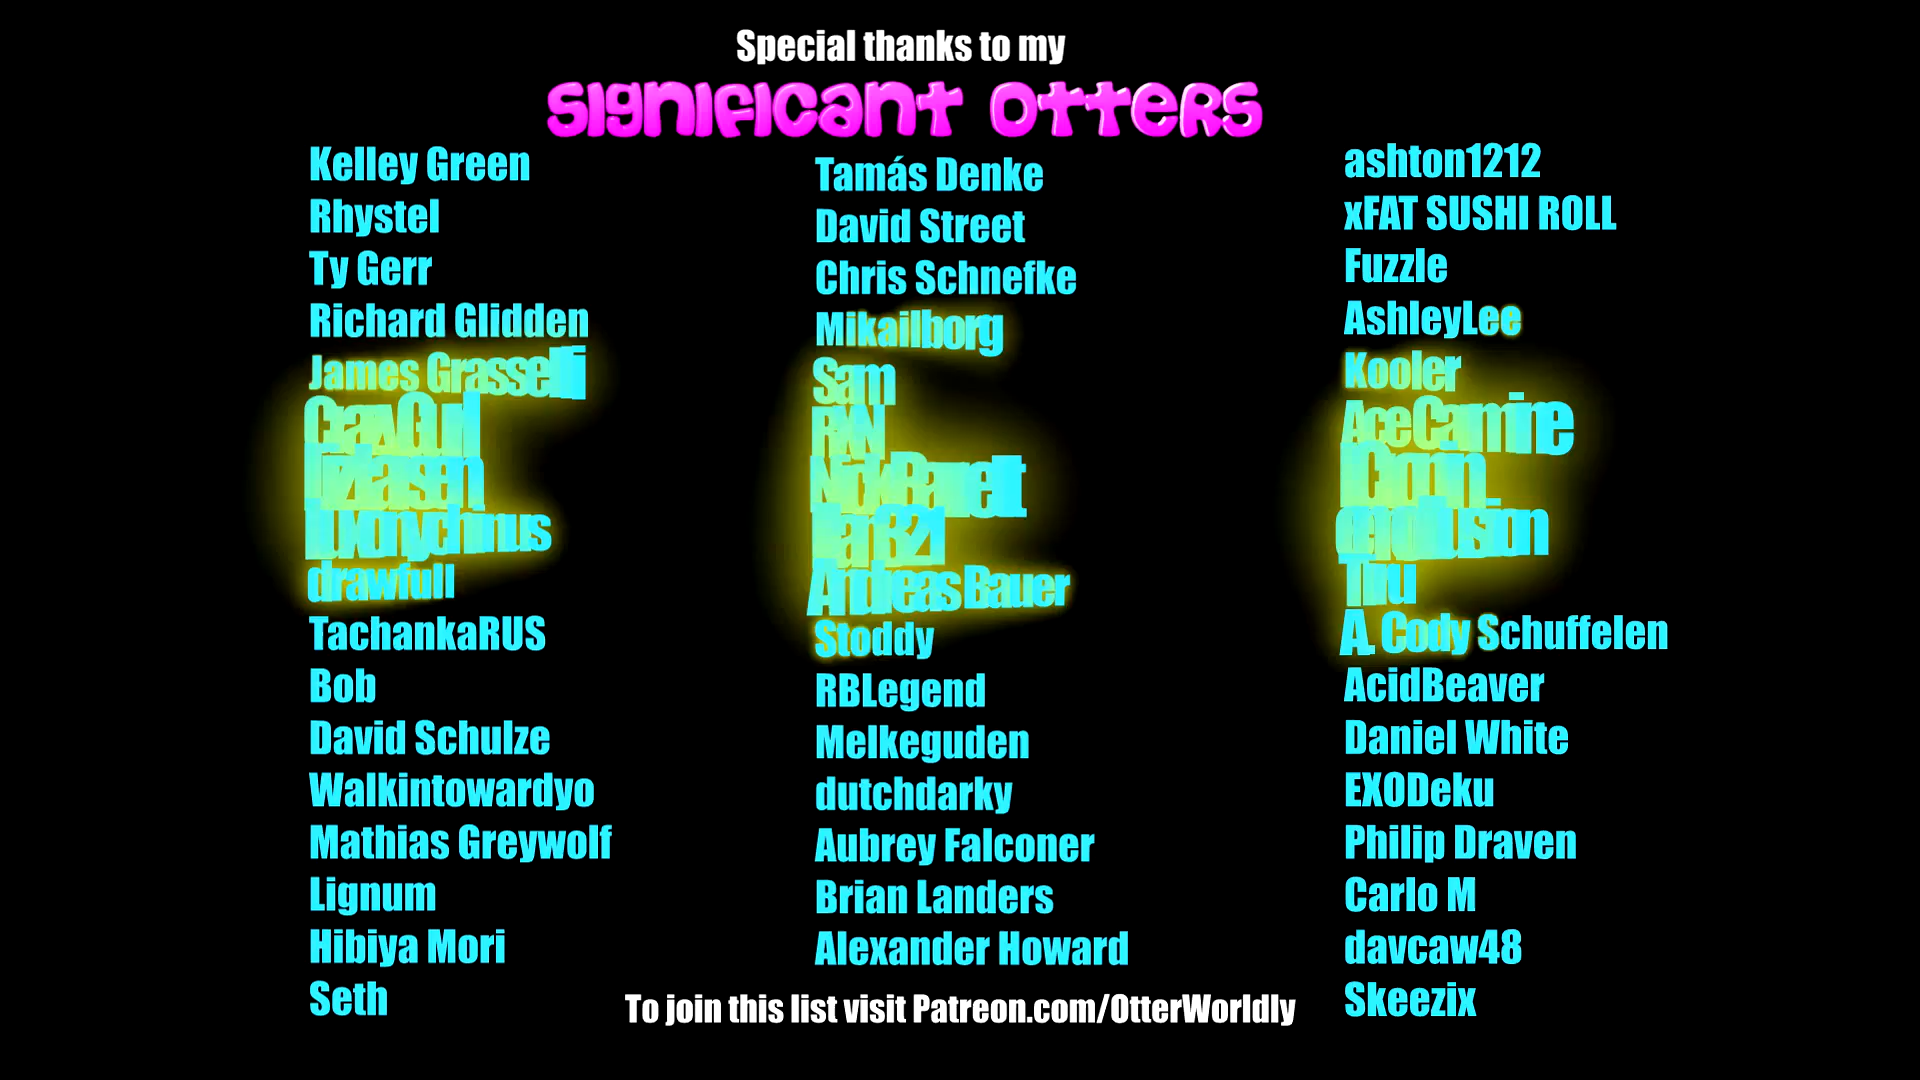 Special thanks to my
SIGNIFICANT OTTERS
Kelley Green
Rhystel
Ty Gerr
Richard Glidden
James Grasselli
drawfull
TachankaRUS
Bob
David Schulze
Walkintowardyo
Mathias Greywolf
Lignum
Hibiya Mori
Seth
Tamás Denke
David Street
Chris Schnefke
Mikailborg
Sam
Andreas Bauer
Stoddy
RBLegend
Melkeguden
dutchdarky
Aubrey Falconer
Brian Landers
Alexander Howard
ashton1212
xFAT SUSHI ROLL
Fuzzle
AshleyLee
Kooler
A. Cody Schuffelen
AcidBeaver
Daniel White
EXODeku
Philip Draven
Carlo M
davcaw48
Skeezix
To join this list visit Patreon.com/OtterWorldly